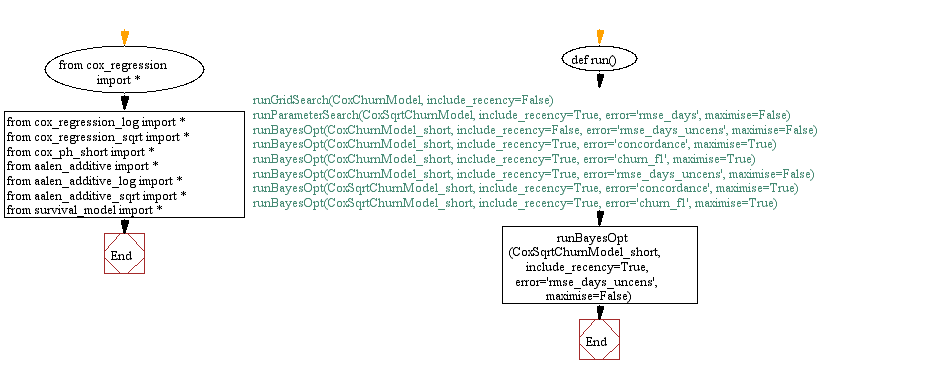 from cox_regression
import *
from cox_regression_log import *
from cox_regression_sqrt import *
from cox_ph_short import *
from aalen_additive import *
from aalen_additive_log import *
from aalen_additive_sqrt import *
from survival_model import *
End
def run()
runGridSearch(CoxChurnModel, include_recency=False)
runParameterSearch(CoxSqrtChurnModel, include_recency=True, error='rmse_days', maximise=False)
runBayesOpt(CoxChurnModel_short, include_recency=False, error='rmse_days_uncens', maximise=False)
runBayesOpt(CoxChurnModel_short, include_recency=True, error='concordance', maximise=True)
runBayesOpt(CoxChurnModel_short, include_recency=True, error='churn_f1', maximise=True)
runBayesOpt(CoxChurnModel_short, include_recency=True, error='rmse_days_uncens', maximise=False)
runBayesOpt(CoxSqrtChurnModel_short, include_recency=True, error='concordance', maximise=True)
runBayesOpt(CoxSqrtChurnModel_short, include_recency=True, error='churn_f1', maximise=True)
runBayesOpt
(CoxSqrtChurnModel_short,
include_recency=True,
error='rmse_days_uncens',
maximise=False)
End